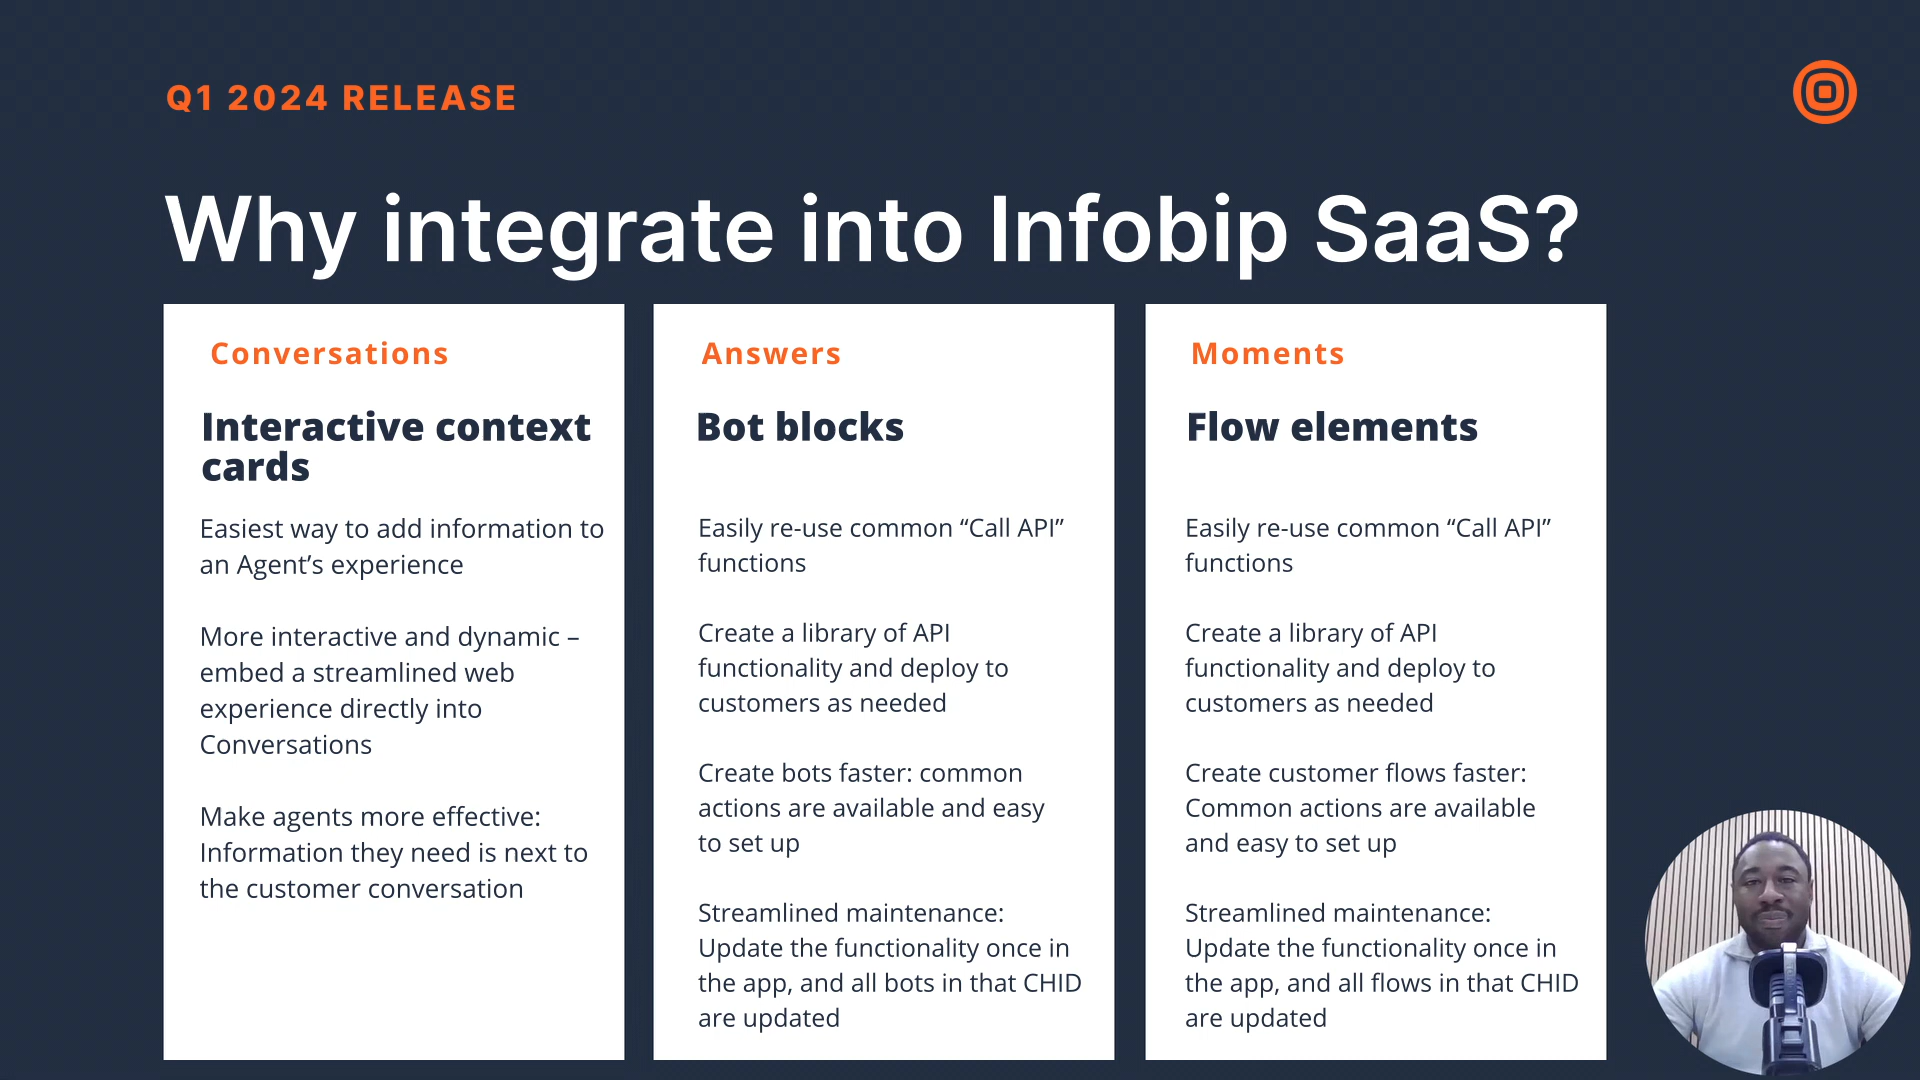 Q1 2024 RELEASE
Why integrate into Infobip SaaS?
Conversations
Interactive context
cards
Easiest way to add information to
an Agent’s experience
More interactive and dynamic –
embed a streamlined web
experience directly into
Conversations
Make agents more effective:
Information they need is next to
the customer conversation
Answers
Bot blocks
Easily re-use common “Call API”
functions
Create a library of API
functionality and deploy to
customers as needed
Create bots faster: common
actions are available and easy
to set up
Streamlined maintenance:
Update the functionality once in
the app, and all bots in that CHID
are updated
Moments
Flow elements
Easily re-use common “Call API”
functions
Create a library of API
functionality and deploy to
customers as needed
Create customer flows faster:
Common actions are available
and easy to set up
Streamlined maintenance:
Update the functionality once in
the app, and all flows in that CHID
are updated